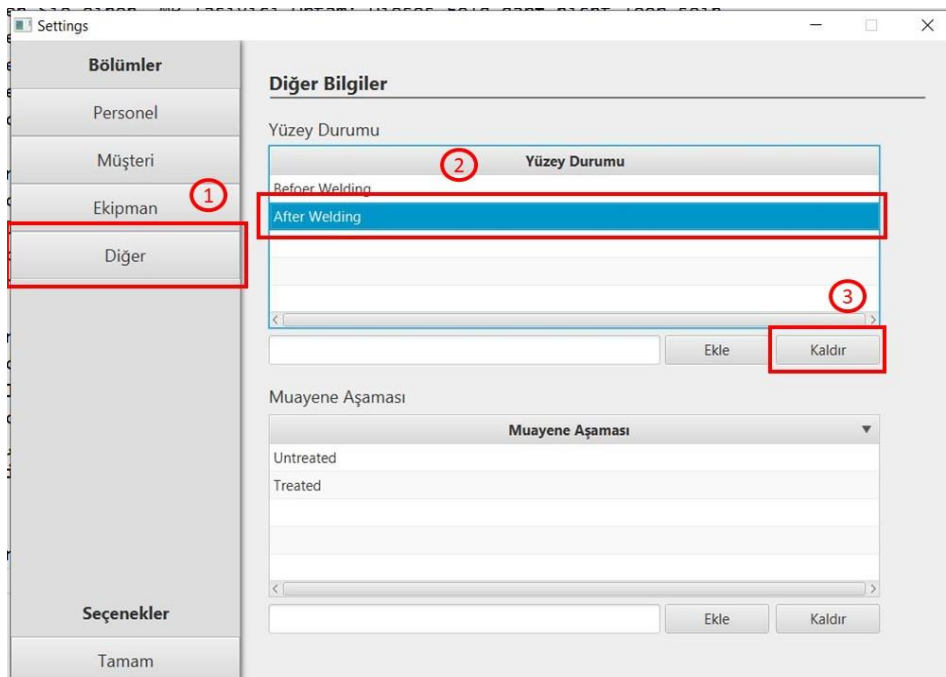 Settings
Bölümler
Personel
Müşteri
Ekipman
1
Diğer
Seçenekler
Tamam
Diğer Bilgiler
Yüzey Durumu
2
Yüzey Durumu
Befoer Welding
After Welding
3
Ekle
Kaldır
Muayene Aşaması
Muayene Aşaması
Untreated
Treated
Ekle
Kaldır